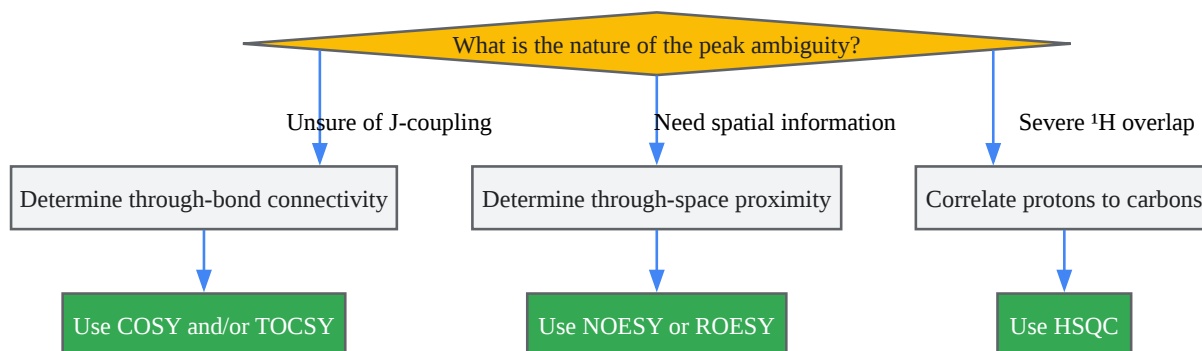 What is the nature of the peak ambiguity?
Unsure of J-coupling
Need spatial information
Severe ¹H overlap
Determine through-bond connectivity
Determine through-space proximity
Correlate protons to carbons
Use COSY and/or TOCSY
Use NOESY or ROESY
Use HSQC